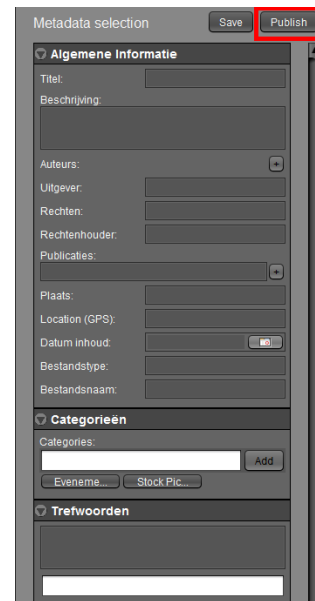 Metadata selection Save Publish
Algemene Informatie
Titel:
Beschrijving:
Auteurs: +
Uitgever:
Rechten:
Rechtenhouder:
Publicaties:
+
Plaats:
Location (GPS):
Datum inhoud:
Bestandstype:
Bestandsnaam:
Categorieën
Categories:
Add
Eveneme... Stock Pic...
Trefwoorden